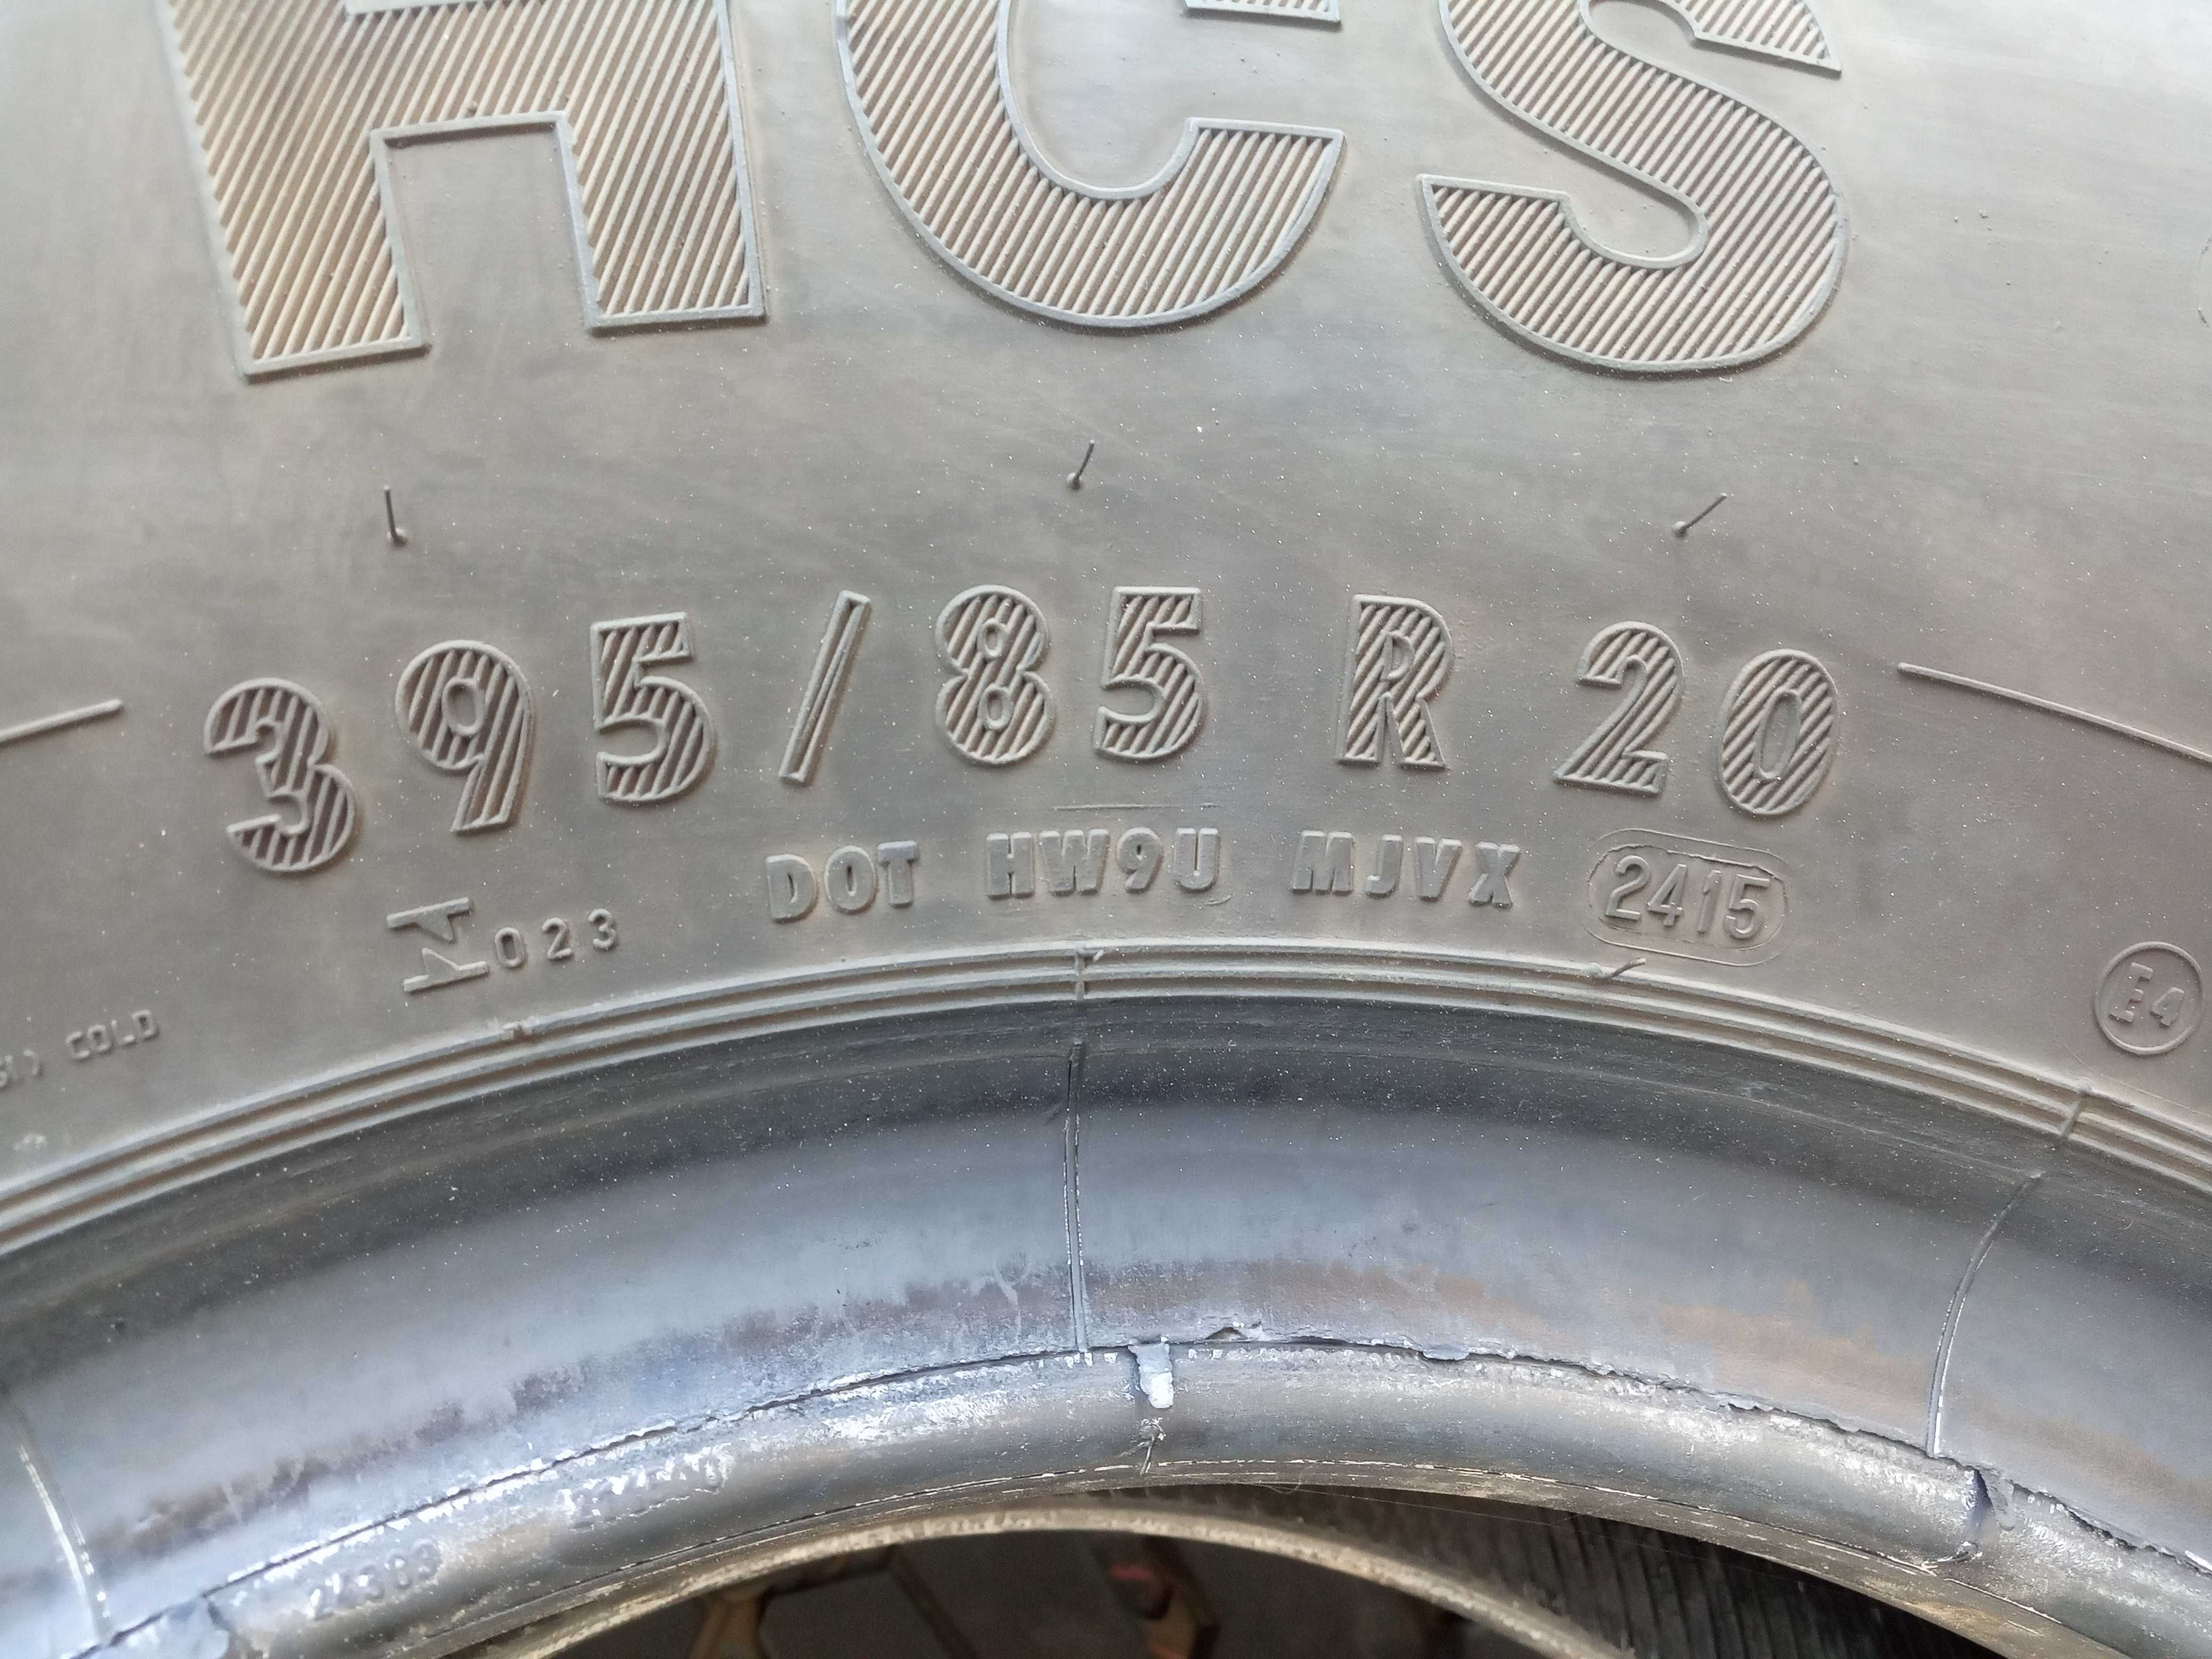 HCS
395/85 R 20
DOT HW9U MJVX 2415
023
E4
COLD